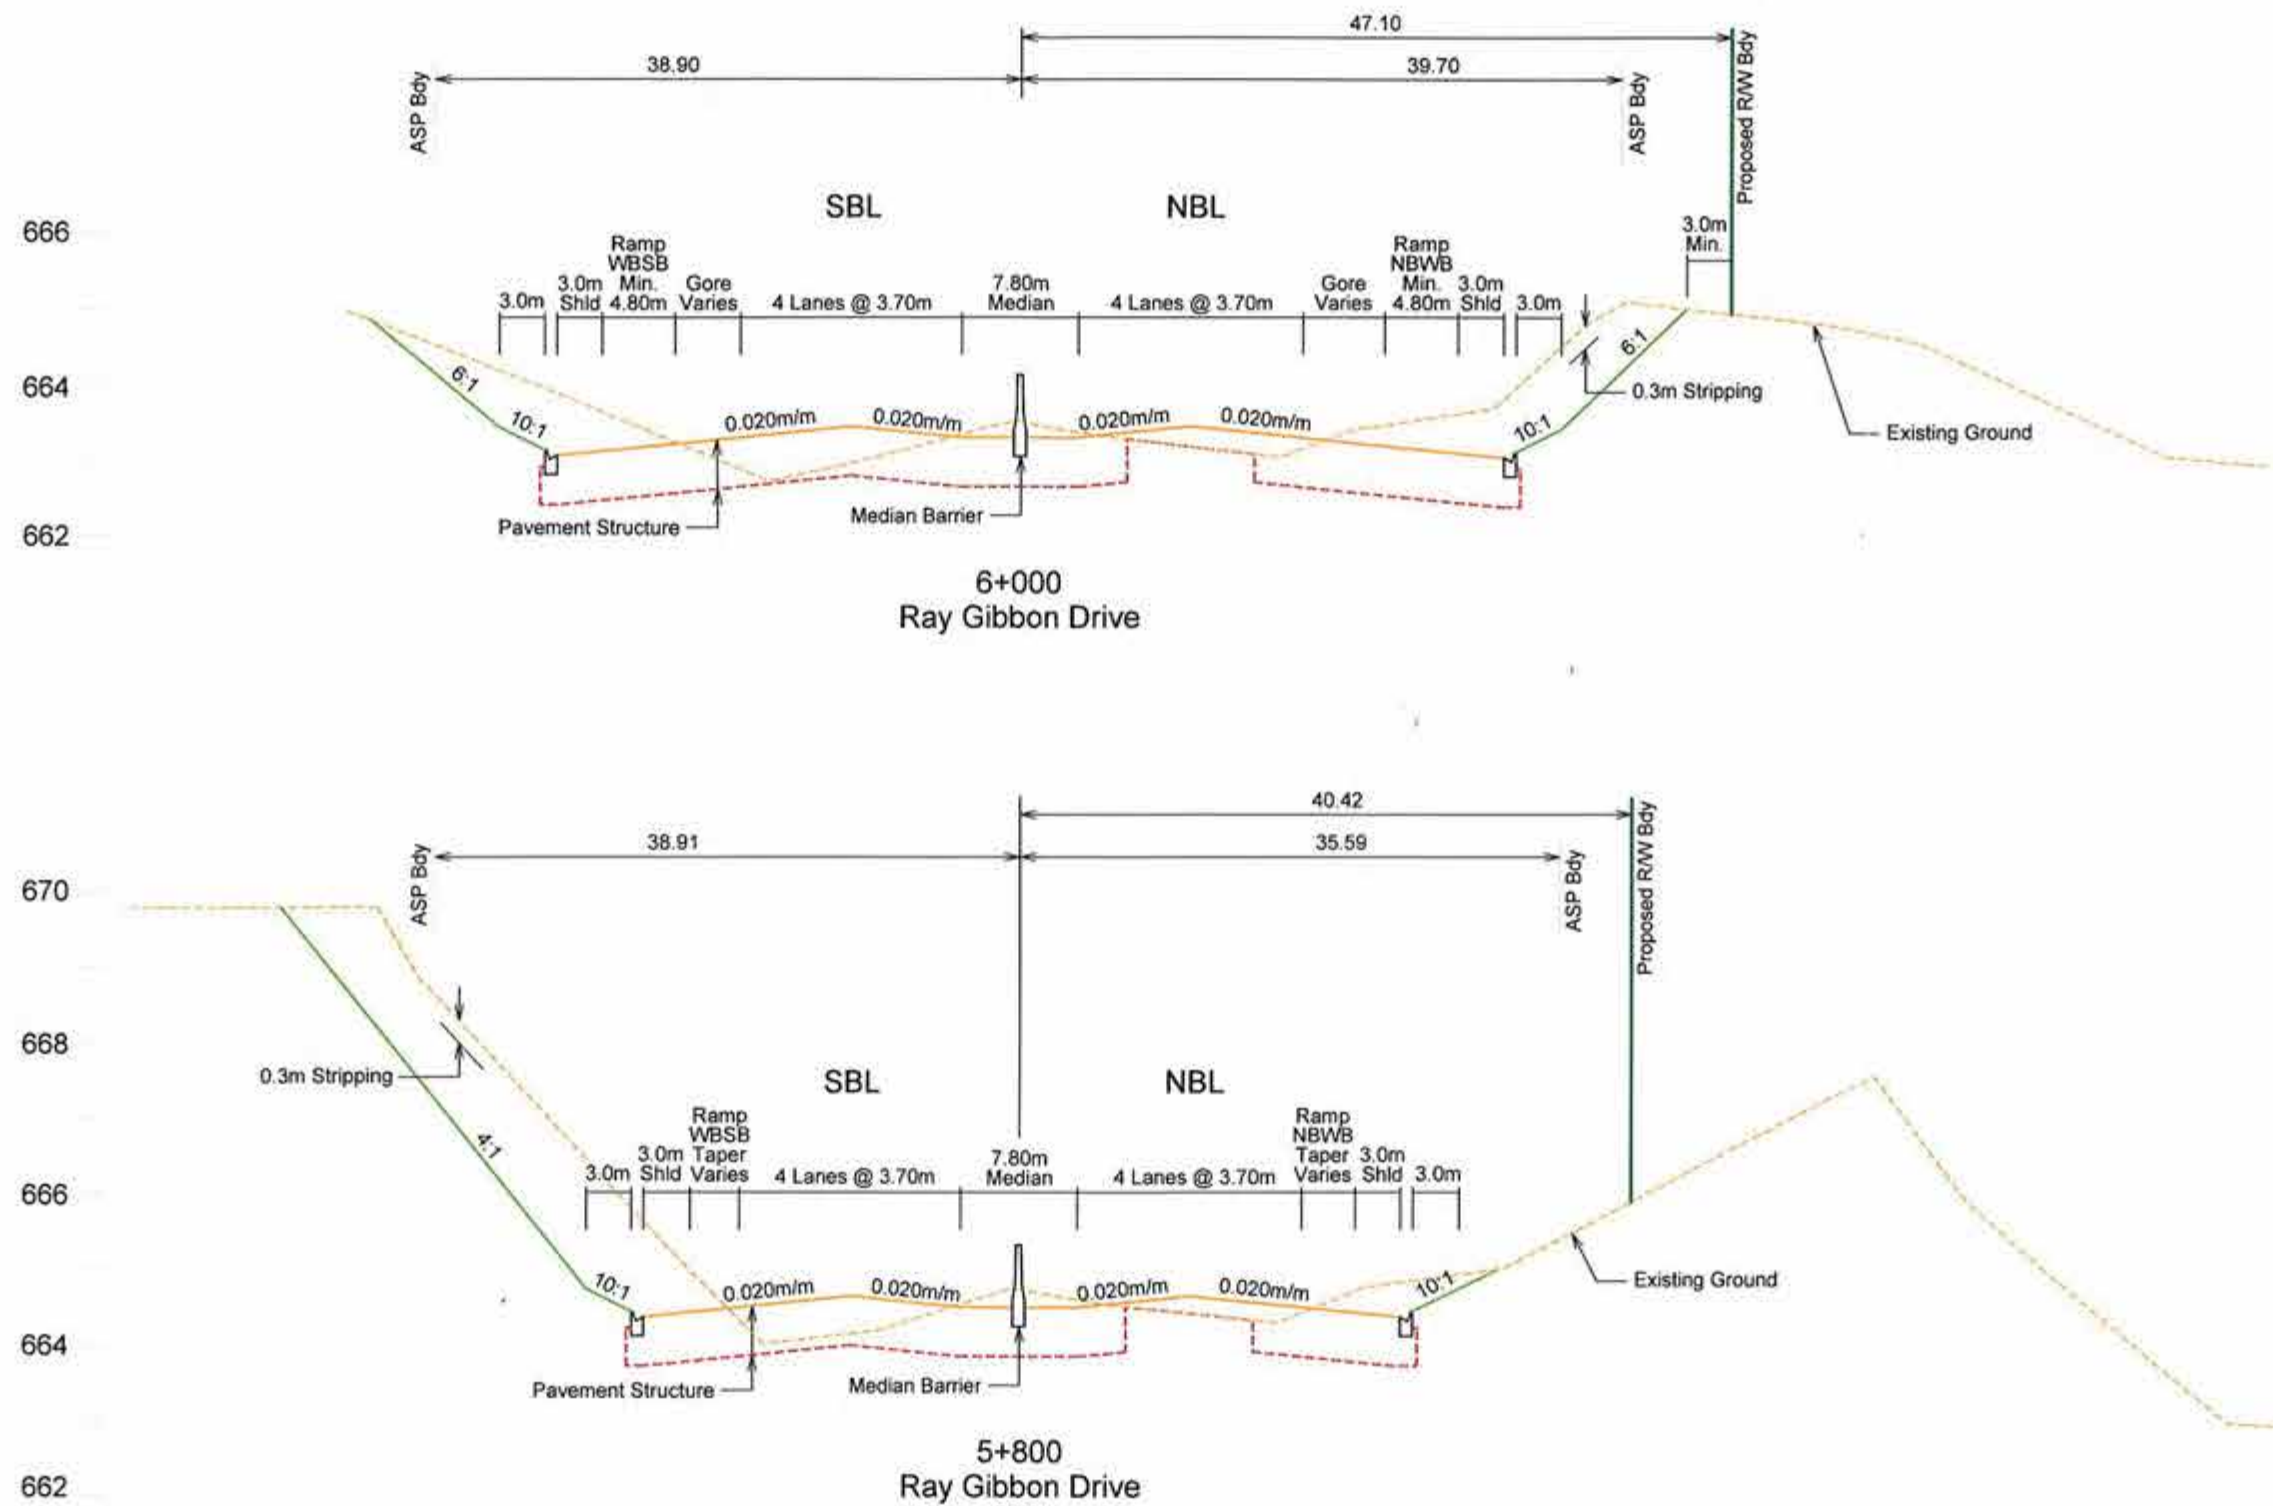 47.10
38.90
39.70
ASP Bdy
ASP Bdy
Proposed R/W Bdy
SBL
NBL
666
664
662
3.0m
3.0m
Shld
Ramp
WBSB
Min.
4.80m
Gore
Varies
4 Lanes @ 3.70m
7.80m
Median
4 Lanes @ 3.70m
Gore
Varies
Ramp
NBWB
Min.
4.80m
3.0m
Shld
3.0m
3.0m
Min.
6:1
10:1
0.020m/m
0.020m/m
0.020m/m
0.020m/m
10:1
6:1
0.3m Stripping
Existing Ground
Pavement Structure
Median Barrier
6+000
Ray Gibbon Drive
40.42
38.91
35.59
ASP Bdy
ASP Bdy
Proposed R/W Bdy
670
668
666
664
662
0.3m Stripping
SBL
NBL
4:1
3.0m
3.0m
Shld
Ramp
WBSB
Taper
Varies
4 Lanes @ 3.70m
7.80m
Median
4 Lanes @ 3.70m
Ramp
NBWB
Taper
Varies
3.0m
Shld
3.0m
10:1
0.020m/m
0.020m/m
0.020m/m
0.020m/m
10:1
Existing Ground
Pavement Structure
Median Barrier
5+800
Ray Gibbon Drive